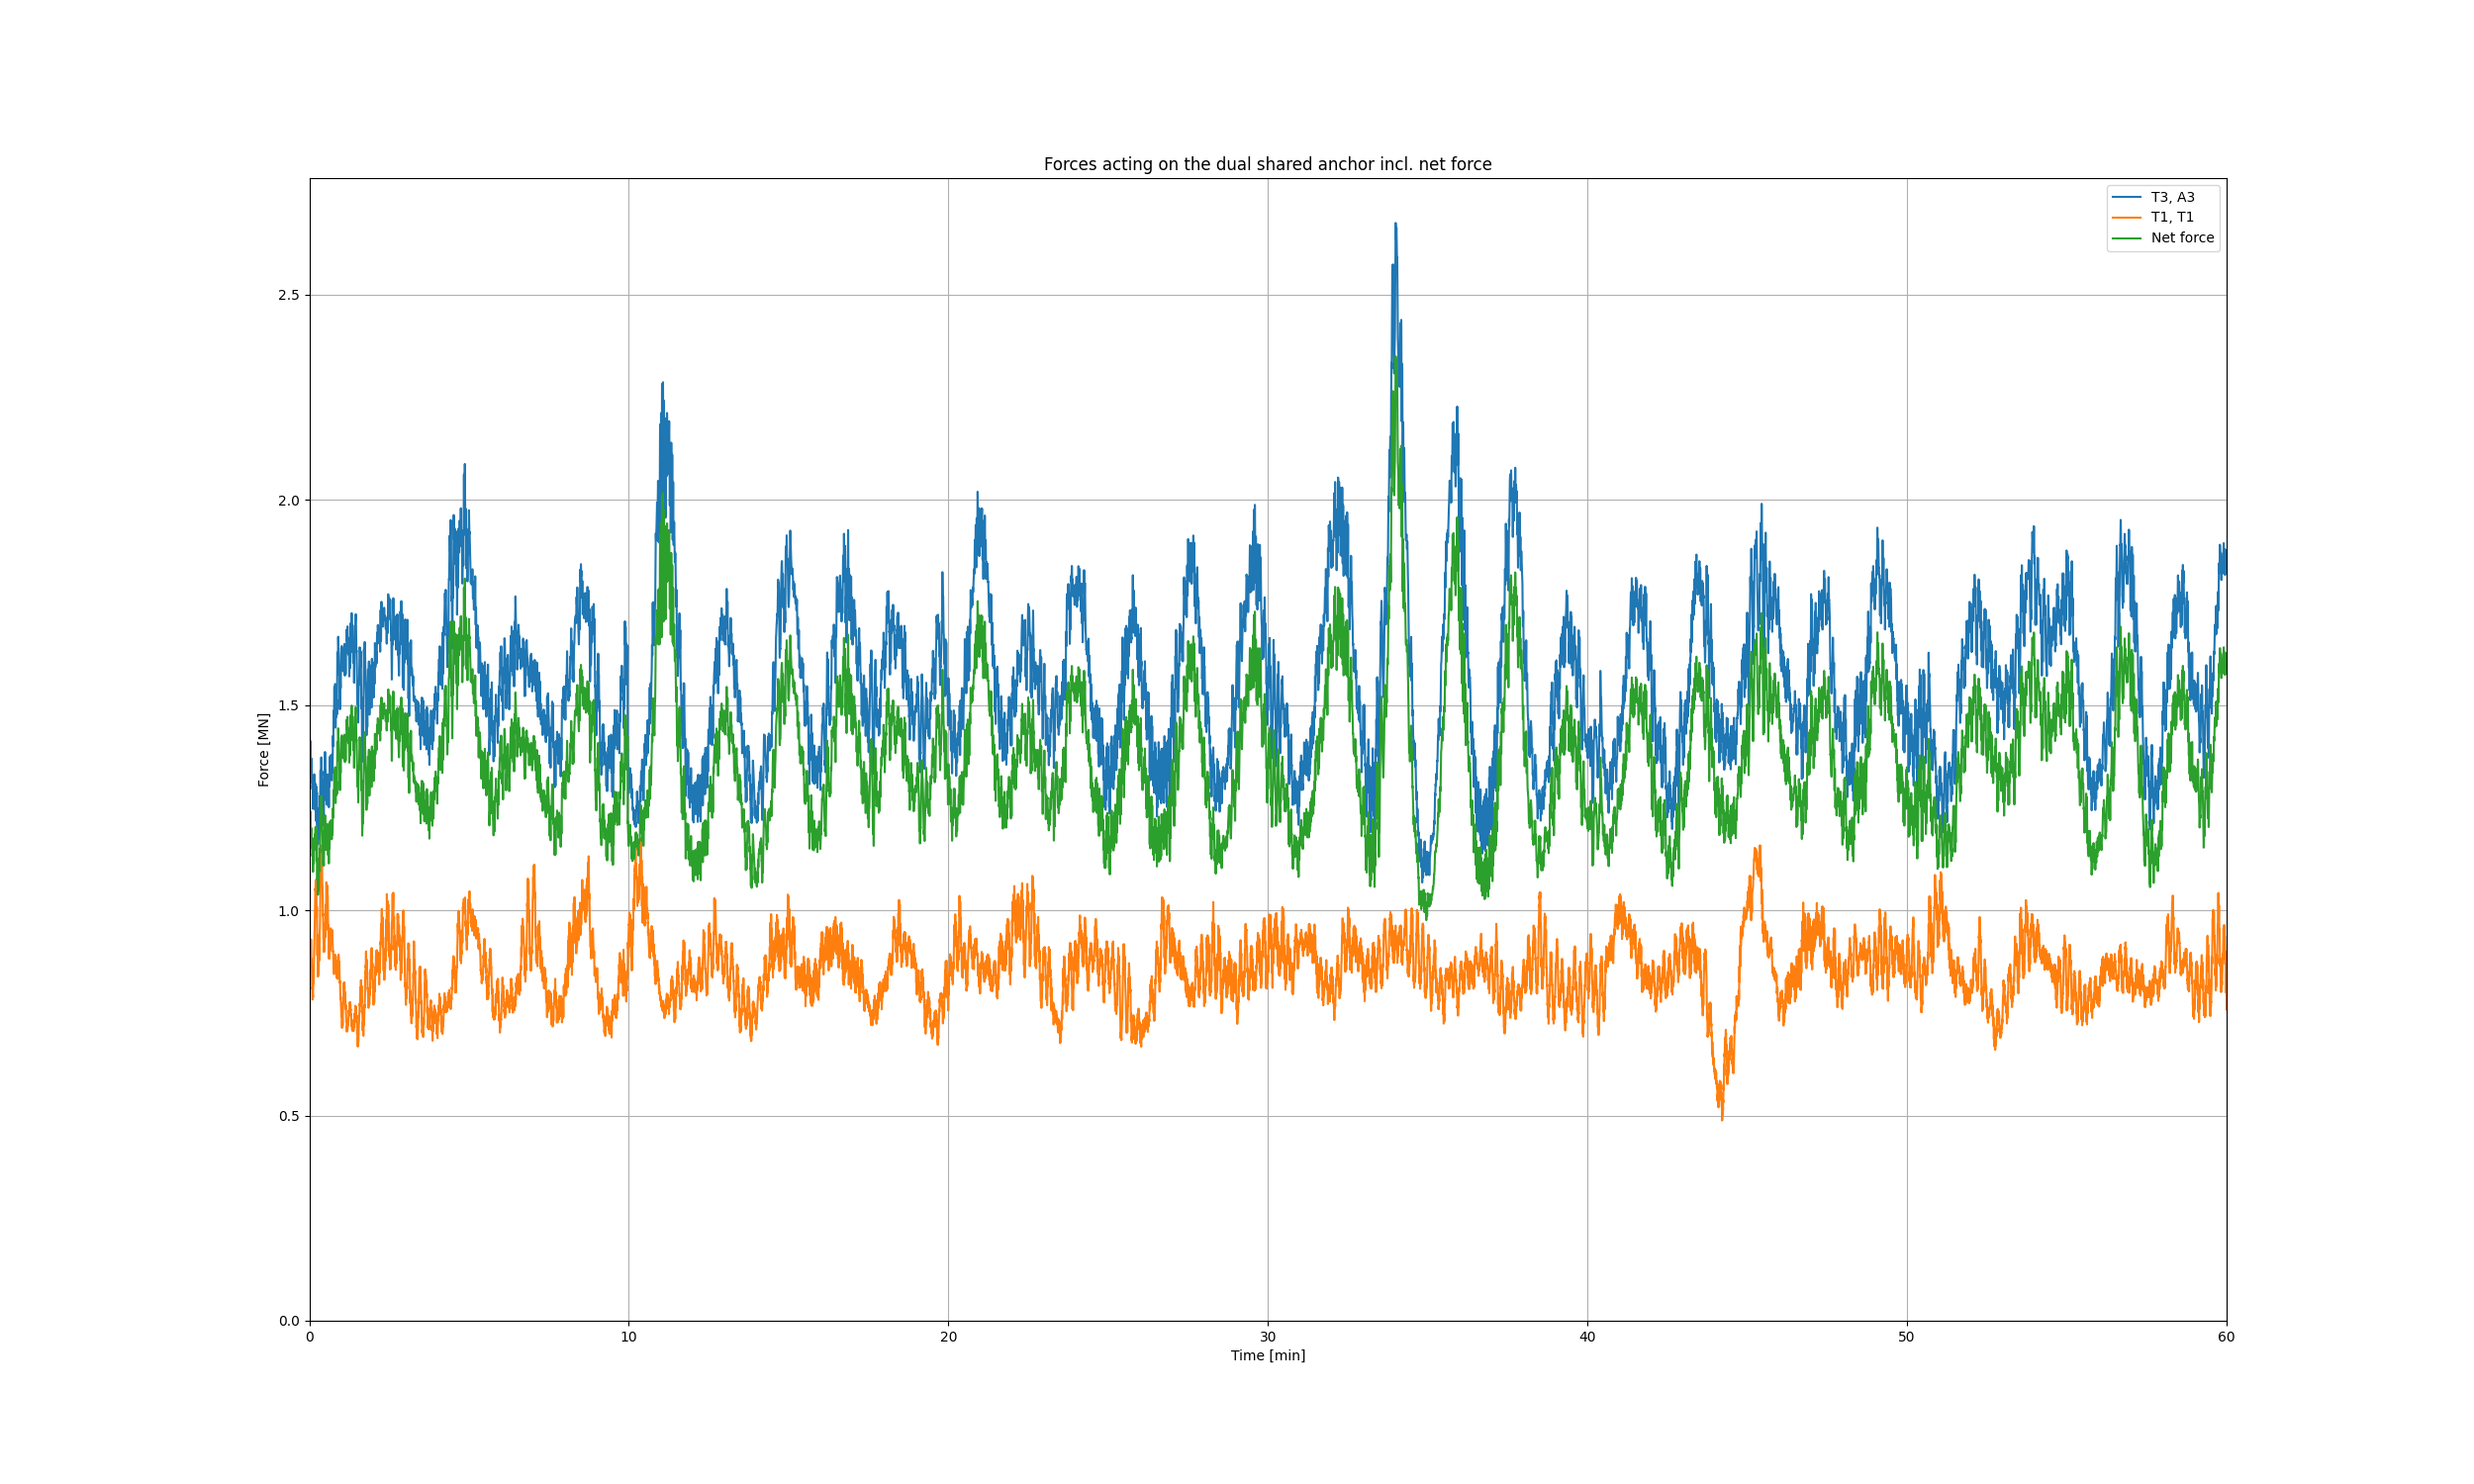 Forces acting on the dual shared anchor incl. net force
T3, A3
T1, T1
Net force
Force [MN]
2.5
2.0
1.5
1.0
0.5
0.0
0
10
20
30
40
50
60
Time [min]